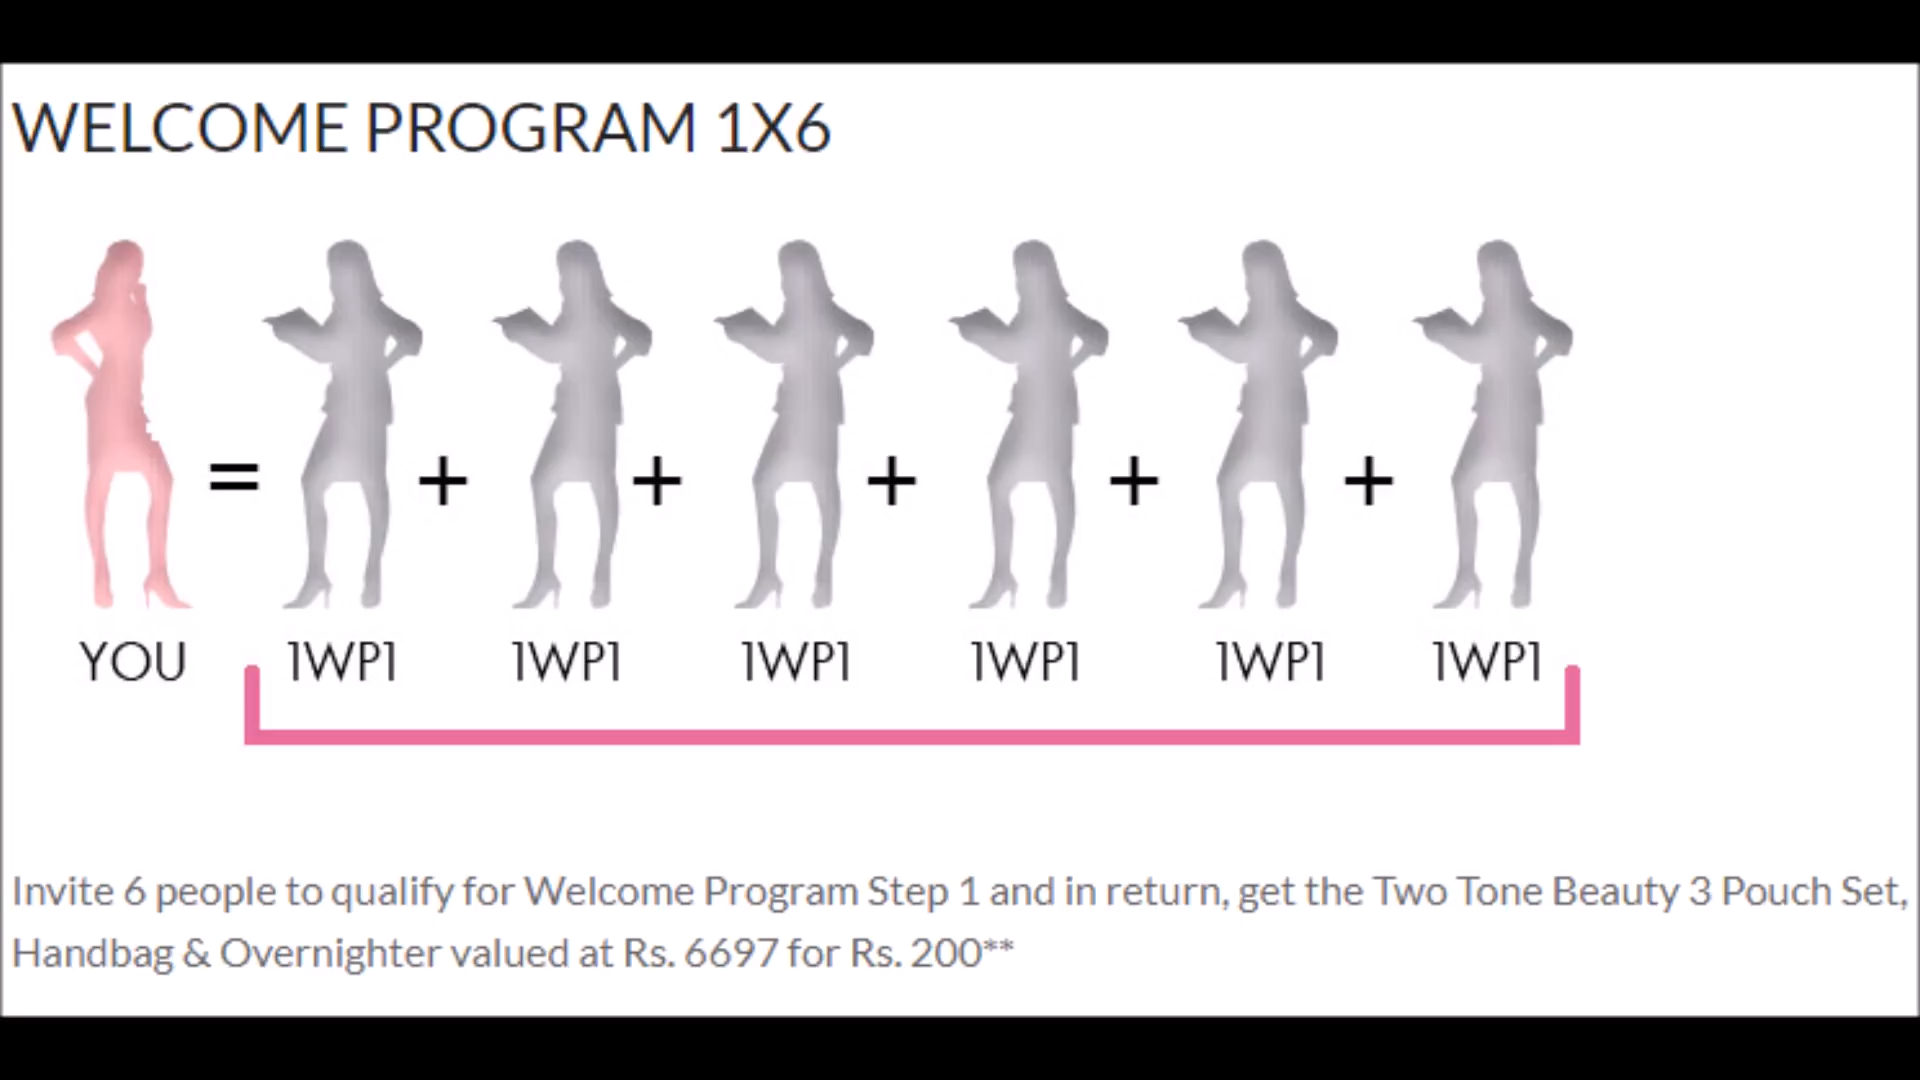 WELCOME PROGRAM 1X6
= + + + + +
YOU 1WP1 1WP1 1WP1 1WP1 1WP1 1WP1
Invite 6 people to qualify for Welcome Program Step 1 and in return, get the Two Tone Beauty 3 Pouch Set,
Handbag & Overnighter valued at Rs. 6697 for Rs. 200**